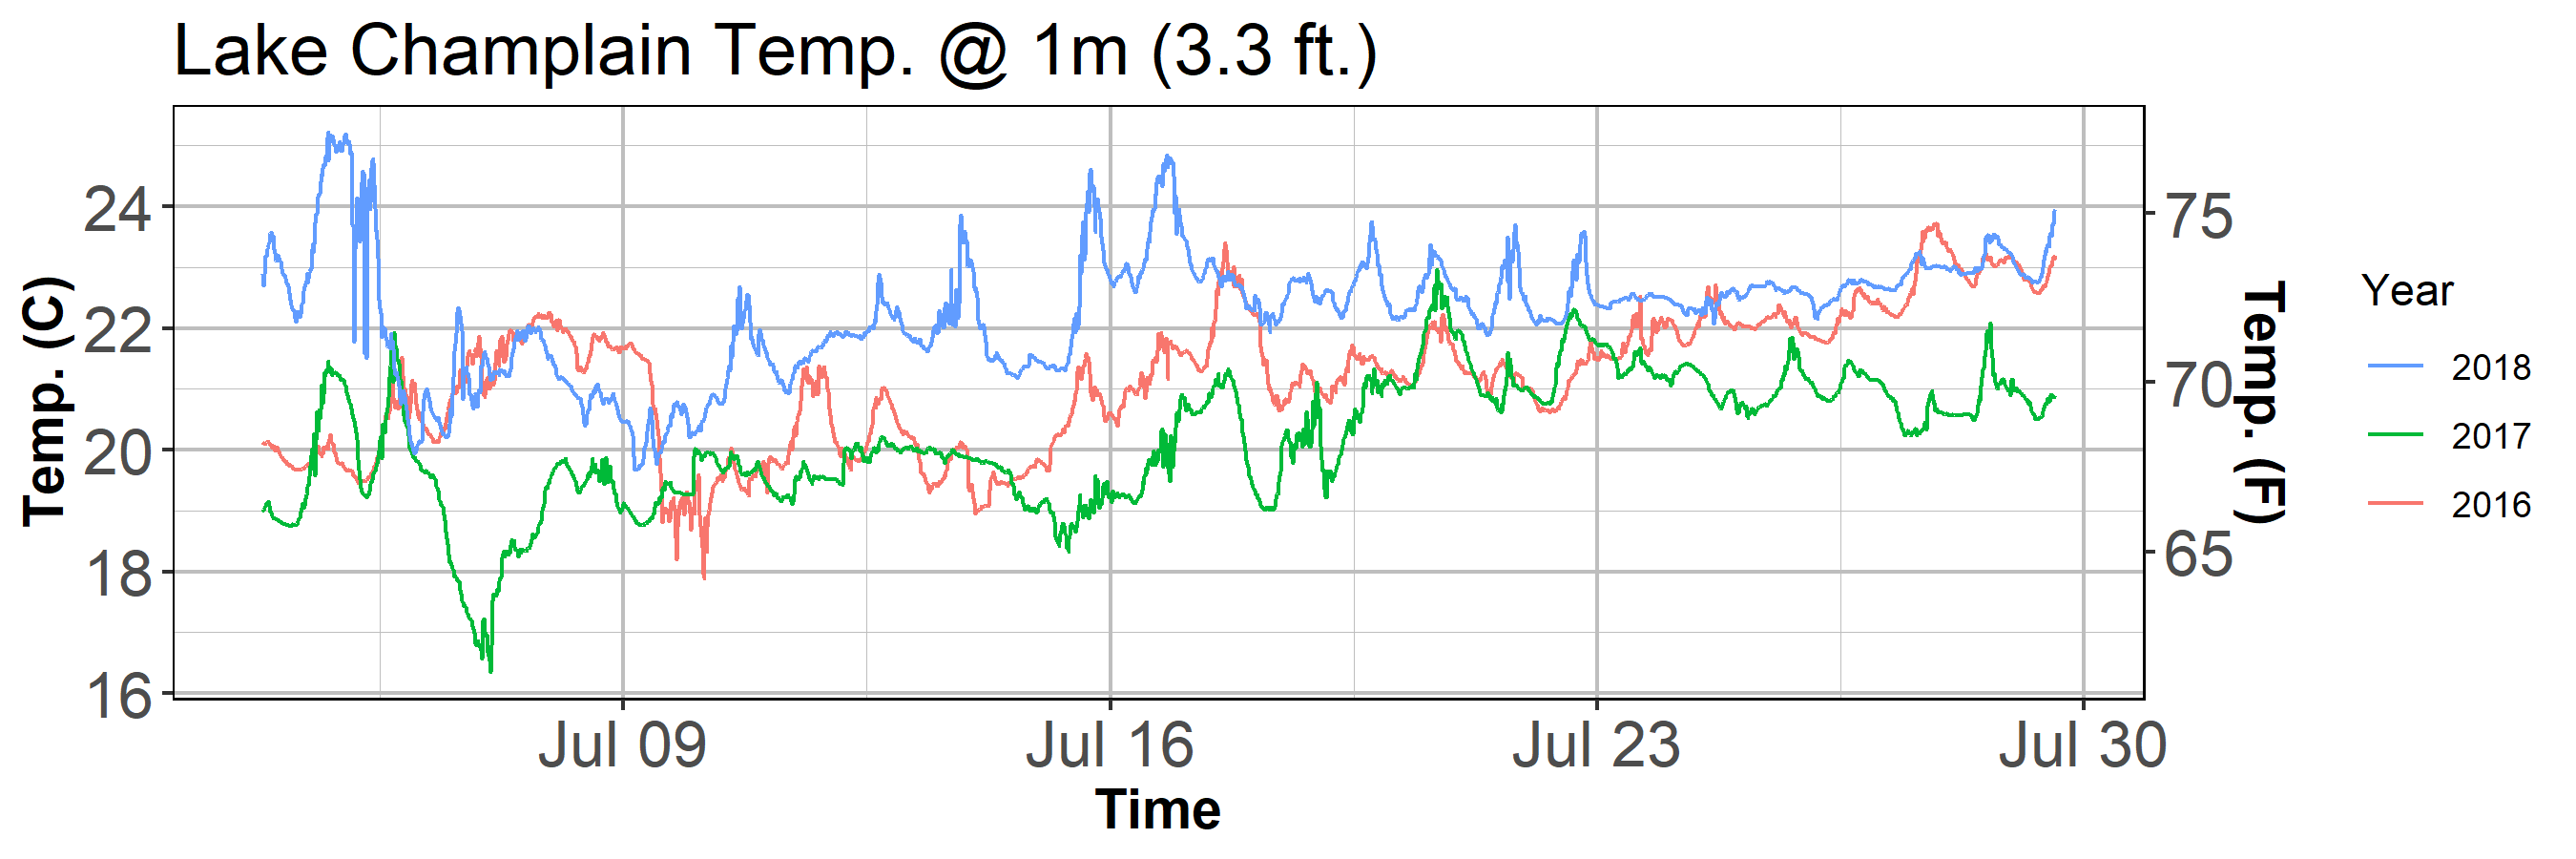 Lake Champlain Temp. @ 1m (3.3 ft.)
Temp. (C)
24
22
20
18
16
75
70
65
Temp. (F)
Jul 09
Jul 16
Jul 23
Jul 30
Time
Year
2018
2017
2016